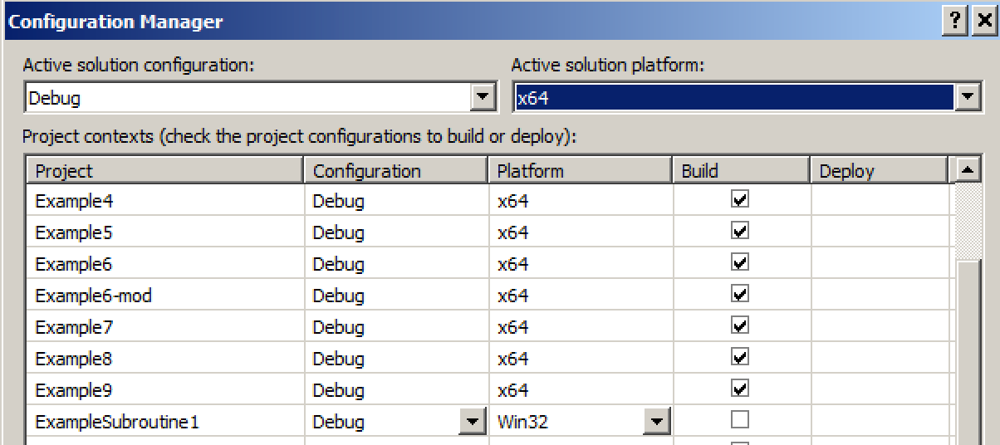 Configuration Manager
Active solution configuration: Active solution platform:
Debug x64
Project contexts (check the project configurations to build or deploy):
Project Configuration Platform Build Deploy
Example4 Debug x64
Example5 Debug x64
Example6 Debug x64
Example6-mod Debug x64
Example7 Debug x64
Example8 Debug x64
Example9 Debug x64
ExampleSubroutine1 Debug Win32